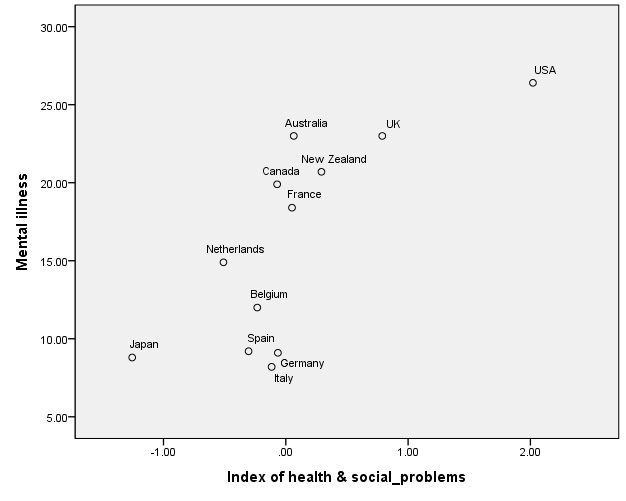 30.00
25.00
20.00
15.00
10.00
5.00
Mental illness
USA
Australia
UK
New Zealand
Canada
France
Netherlands
Belgium
Spain
Japan
Germany
Italy
-1.00
.00
1.00
2.00
Index of health & social_problems